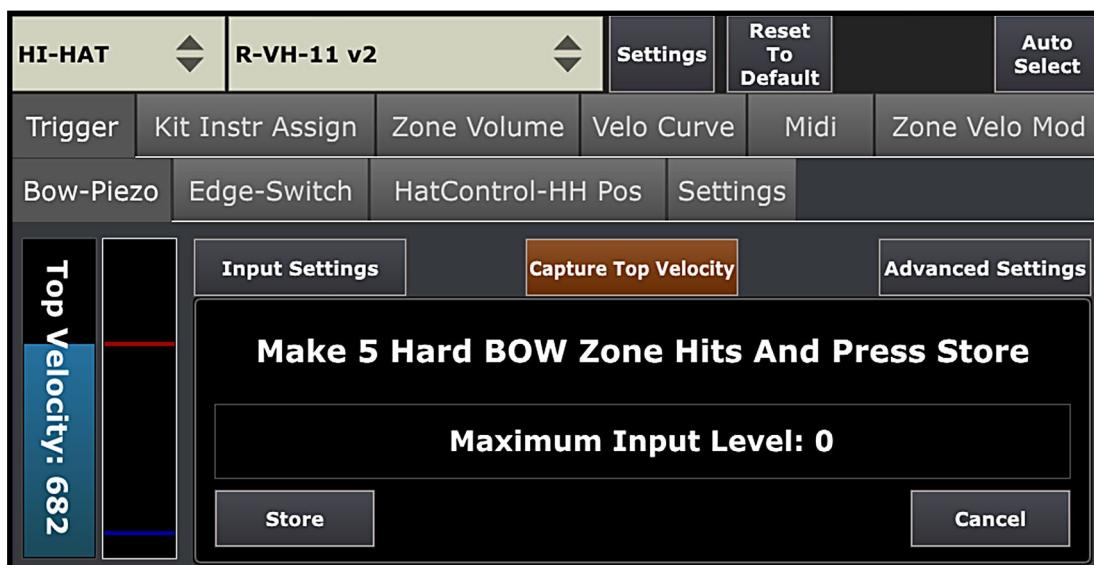 HI-HAT
R-VH-11 v2
Settings
Reset
To
Default
Auto
Select
Trigger
Kit Instr Assign
Zone Volume
Velo Curve
Midi
Zone Velo Mod
Bow-Piezo
Edge-Switch
HatControl-HH Pos
Settings
Top Velocity: 682
Input Settings
Capture Top Velocity
Advanced Settings
Make 5 Hard BOW Zone Hits And Press Store
Maximum Input Level: 0
Store
Cancel